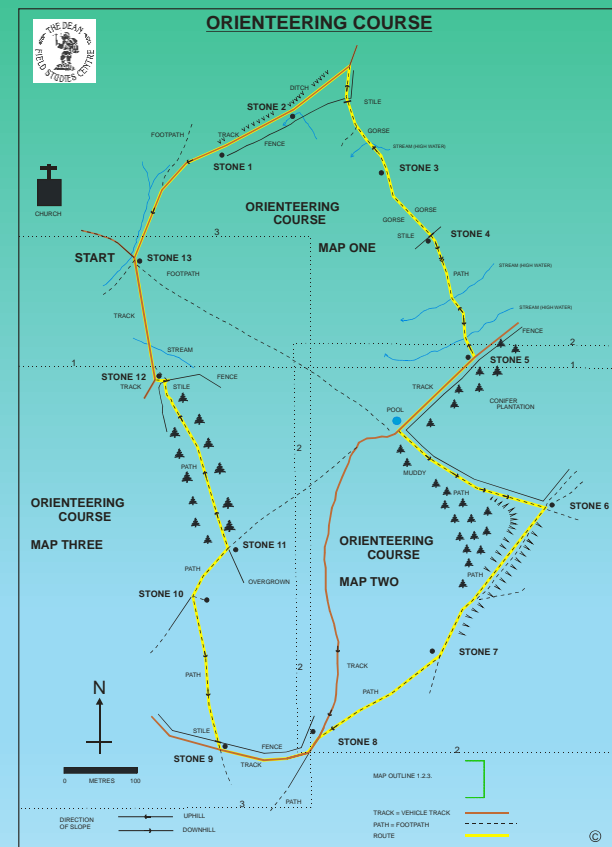 ORIENTEERING COURSE
THE DEAN
FIELD STUDIES CENTRE
DITCH
STONE 2
STILE
FOOTPATH
TRACK
FENCE
GORSE
STREAM (HIGH WATER)
STONE 1
STONE 3
CHURCH
ORIENTEERING
COURSE
GORSE
GORSE
STILE
STONE 4
3
MAP ONE
START
STONE 13
FOOTPATH
PATH
STREAM (HIGH WATER)
TRACK
STREAM (HIGH WATER)
FENCE
STREAM
2
1
STONE 5
1
STONE 12
STILE
FENCE
TRACK
TRACK
CONIFER
PLANTATION
POOL
2
PATH
MUDDY
ORIENTEERING
COURSE
PATH
STONE 6
MAP THREE
STONE 11
ORIENTEERING
COURSE
PATH
OVERGROWN
MAP TWO
PATH
STONE 10
STONE 7
2
TRACK
PATH
PATH
N
STILE
STONE 8
STONE 9
FENCE
2
TRACK
0 METRES 100
MAP OUTLINE 1.2.3.
3
PATH
DIRECTION
OF SLOPE
UPHILL
DOWNHILL
TRACK = VEHICLE TRACK
PATH = FOOTPATH
ROUTE
©